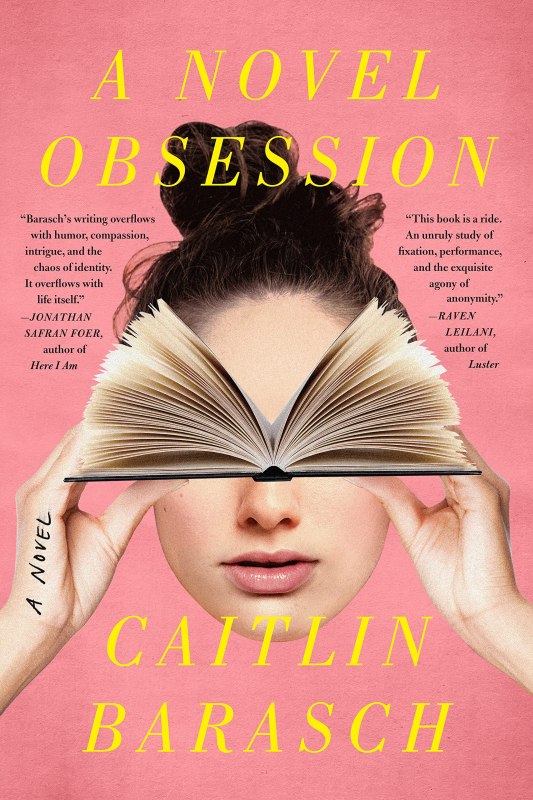 A NOVEL
OBSESSION
“Barasch’s writing overflows
with humor, compassion,
intrigue, and the
chaos of identity.
It overflows with
life itself.”
—JONATHAN
SAFRAN FOER,
author of
Here I Am
“This book is a ride.
An unruly study of
fixation, performance,
and the exquisite
agony of
anonymity.”
—RAVEN
LEILANI,
author of
Luster
A NOVEL
CAITLIN
BARASCH